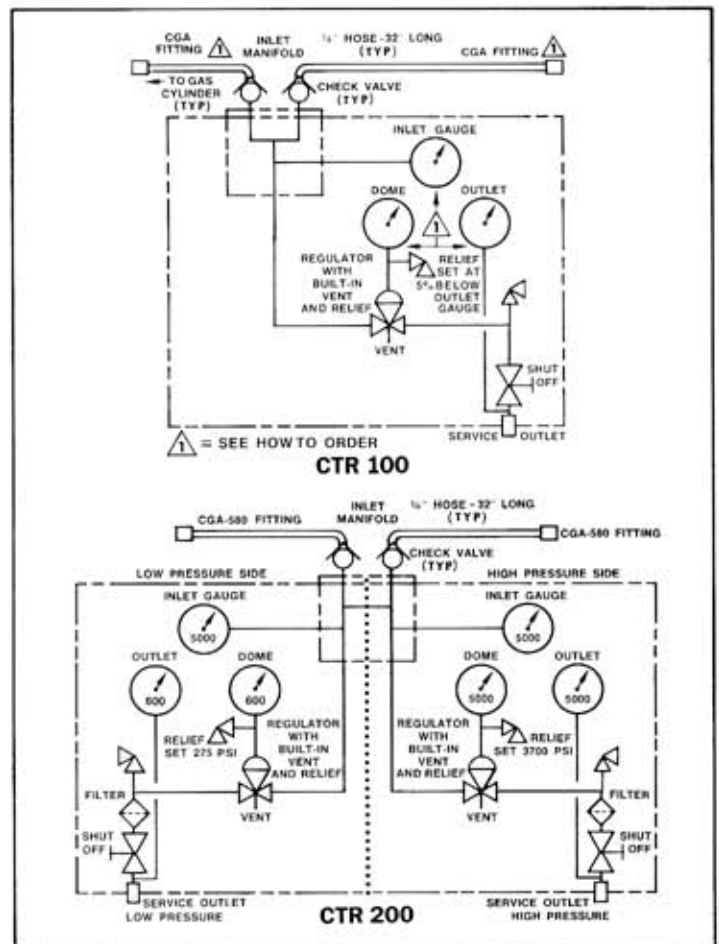 CGA
FITTING 1
INLET
MANIFOLD
¼" HOSE - 32" LONG
(TYP)
CGA FITTING 1
TO GAS
CYLINDER
(TYP)
CHECK VALVE
(TYP)
INLET GAUGE
DOME
OUTLET
1
REGULATOR
WITH
BUILT-IN
VENT
AND RELIEF
RELIEF
SET AT
5% BELOW
OUTLET
GAUGE
VENT
SHUT
OFF
SERVICE OUTLET
1 = SEE HOW TO ORDER
CTR 100
CGA-580 FITTING
INLET
MANIFOLD
¼" HOSE - 32" LONG
(TYP)
CGA-580 FITTING
CHECK VALVE
(TYP)
LOW PRESSURE SIDE
HIGH PRESSURE SIDE
INLET GAUGE
5000
INLET GAUGE
5000
OUTLET
600
DOME
600
DOME
5000
OUTLET
5000
RELIEF
SET 275 PSI
REGULATOR
WITH
BUILT-IN
VENT
AND RELIEF
REGULATOR
WITH
BUILT-IN
VENT
AND RELIEF
RELIEF
SET 3700 PSI
FILTER
VENT
VENT
FILTER
SHUT
OFF
SHUT
OFF
SERVICE OUTLET
LOW PRESSURE
SERVICE OUTLET
HIGH PRESSURE
CTR 200